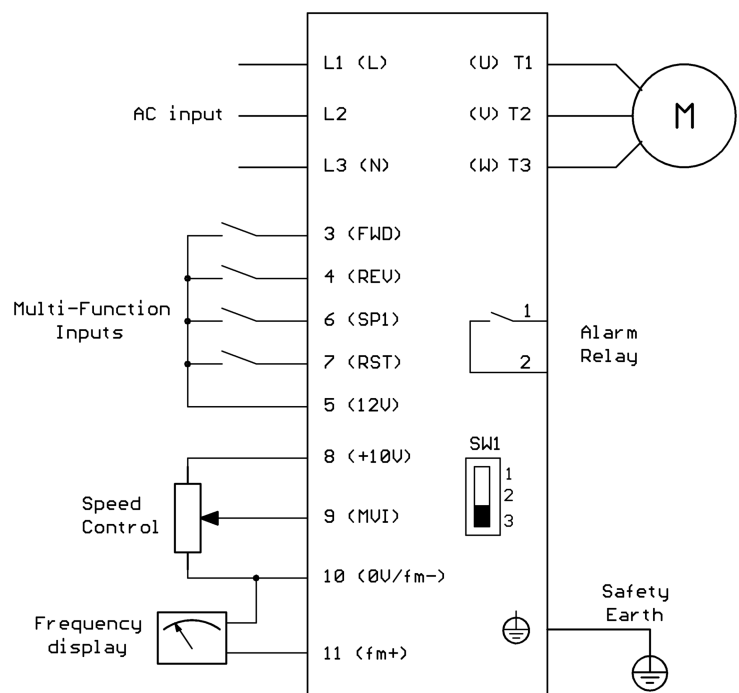 L1 (L)
(U) T1
AC input
L2
(V) T2
M
L3 (N)
(W) T3
3 (FWD)
4 (REV)
Multi-Function
Inputs
6 (SP1)
7 (RST)
5 (12V)
1
2
Alarm
Relay
8 (+10V)
SW1
1
2
3
Speed
Control
9 (MVI)
10 (0V/fm-)
Frequency
display
11 (fm+)
Safety
Earth